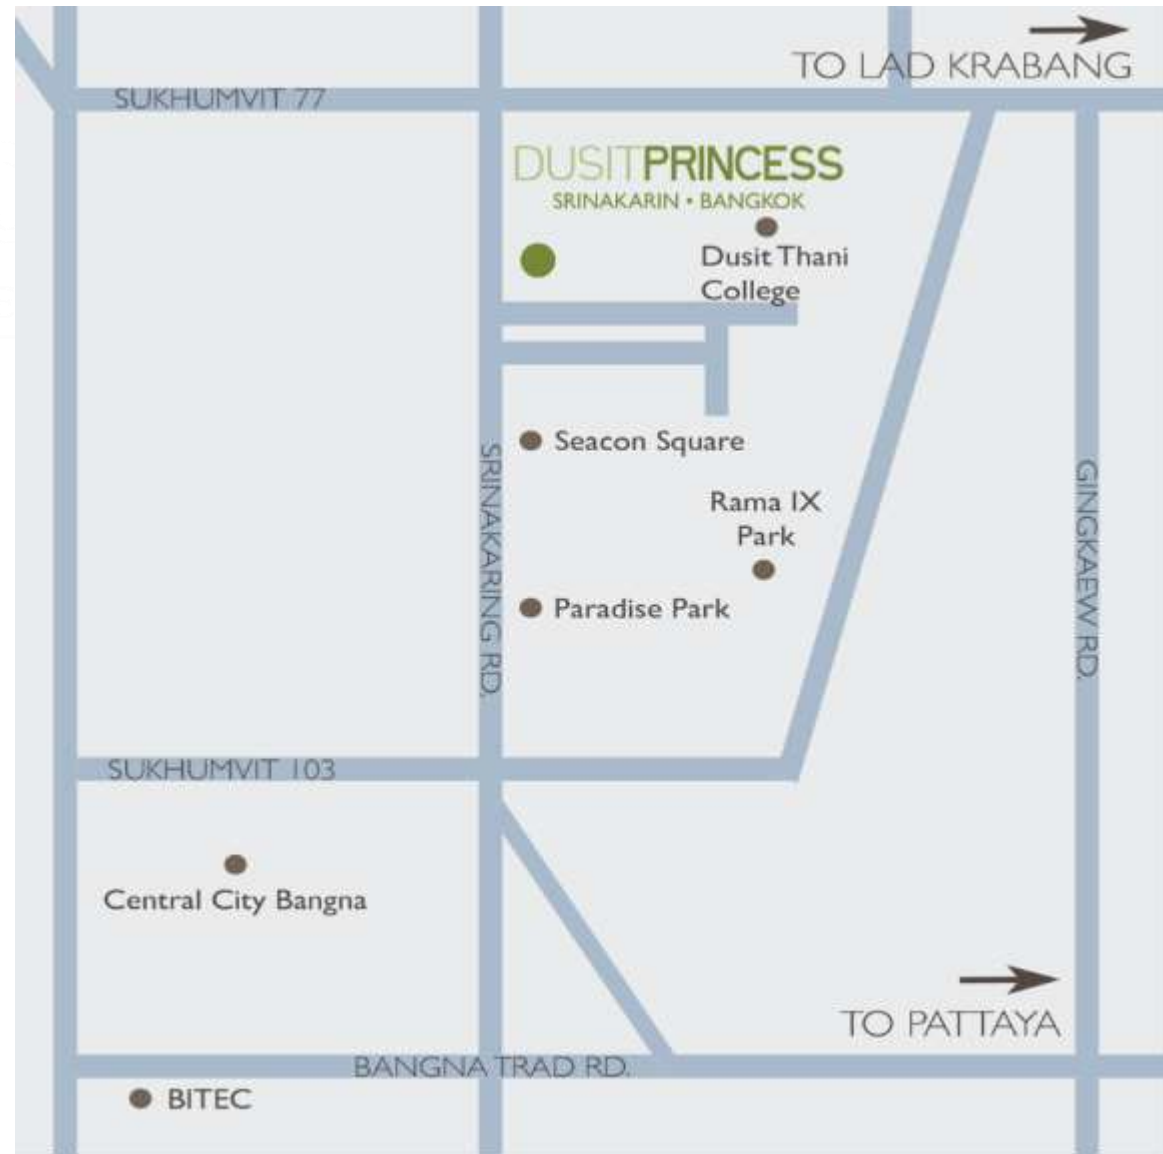 TO LAD KRABANG
SUKHUMVIT 77
DUSITPRINCESS
SRINAKARIN • BANGKOK
Dusit Thani
College
Seacon Square
SRINAKARING RD.
GINGKAEW RD.
Rama IX
Park
Paradise Park
SUKHUMVIT 103
Central City Bangna
TO PATTAYA
BANGNA TRAD RD.
BITEC